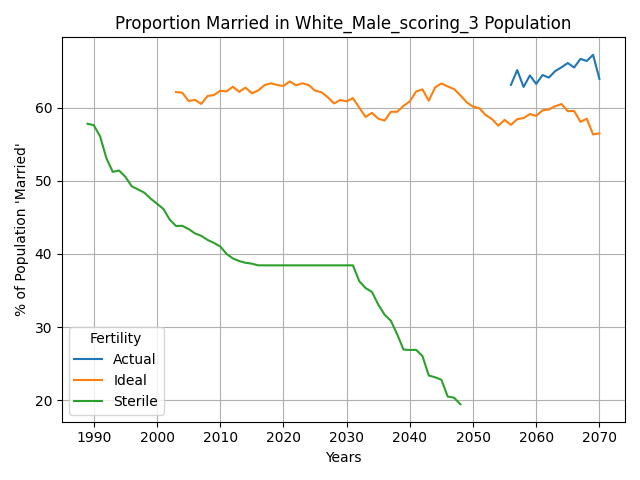 Proportion Married in White_Male_scoring_3 Population
% of Population 'Married'
60
50
40
30
20
Fertility
Actual
Ideal
Sterile
1990 2000 2010 2020 2030 2040 2050 2060 2070
Years